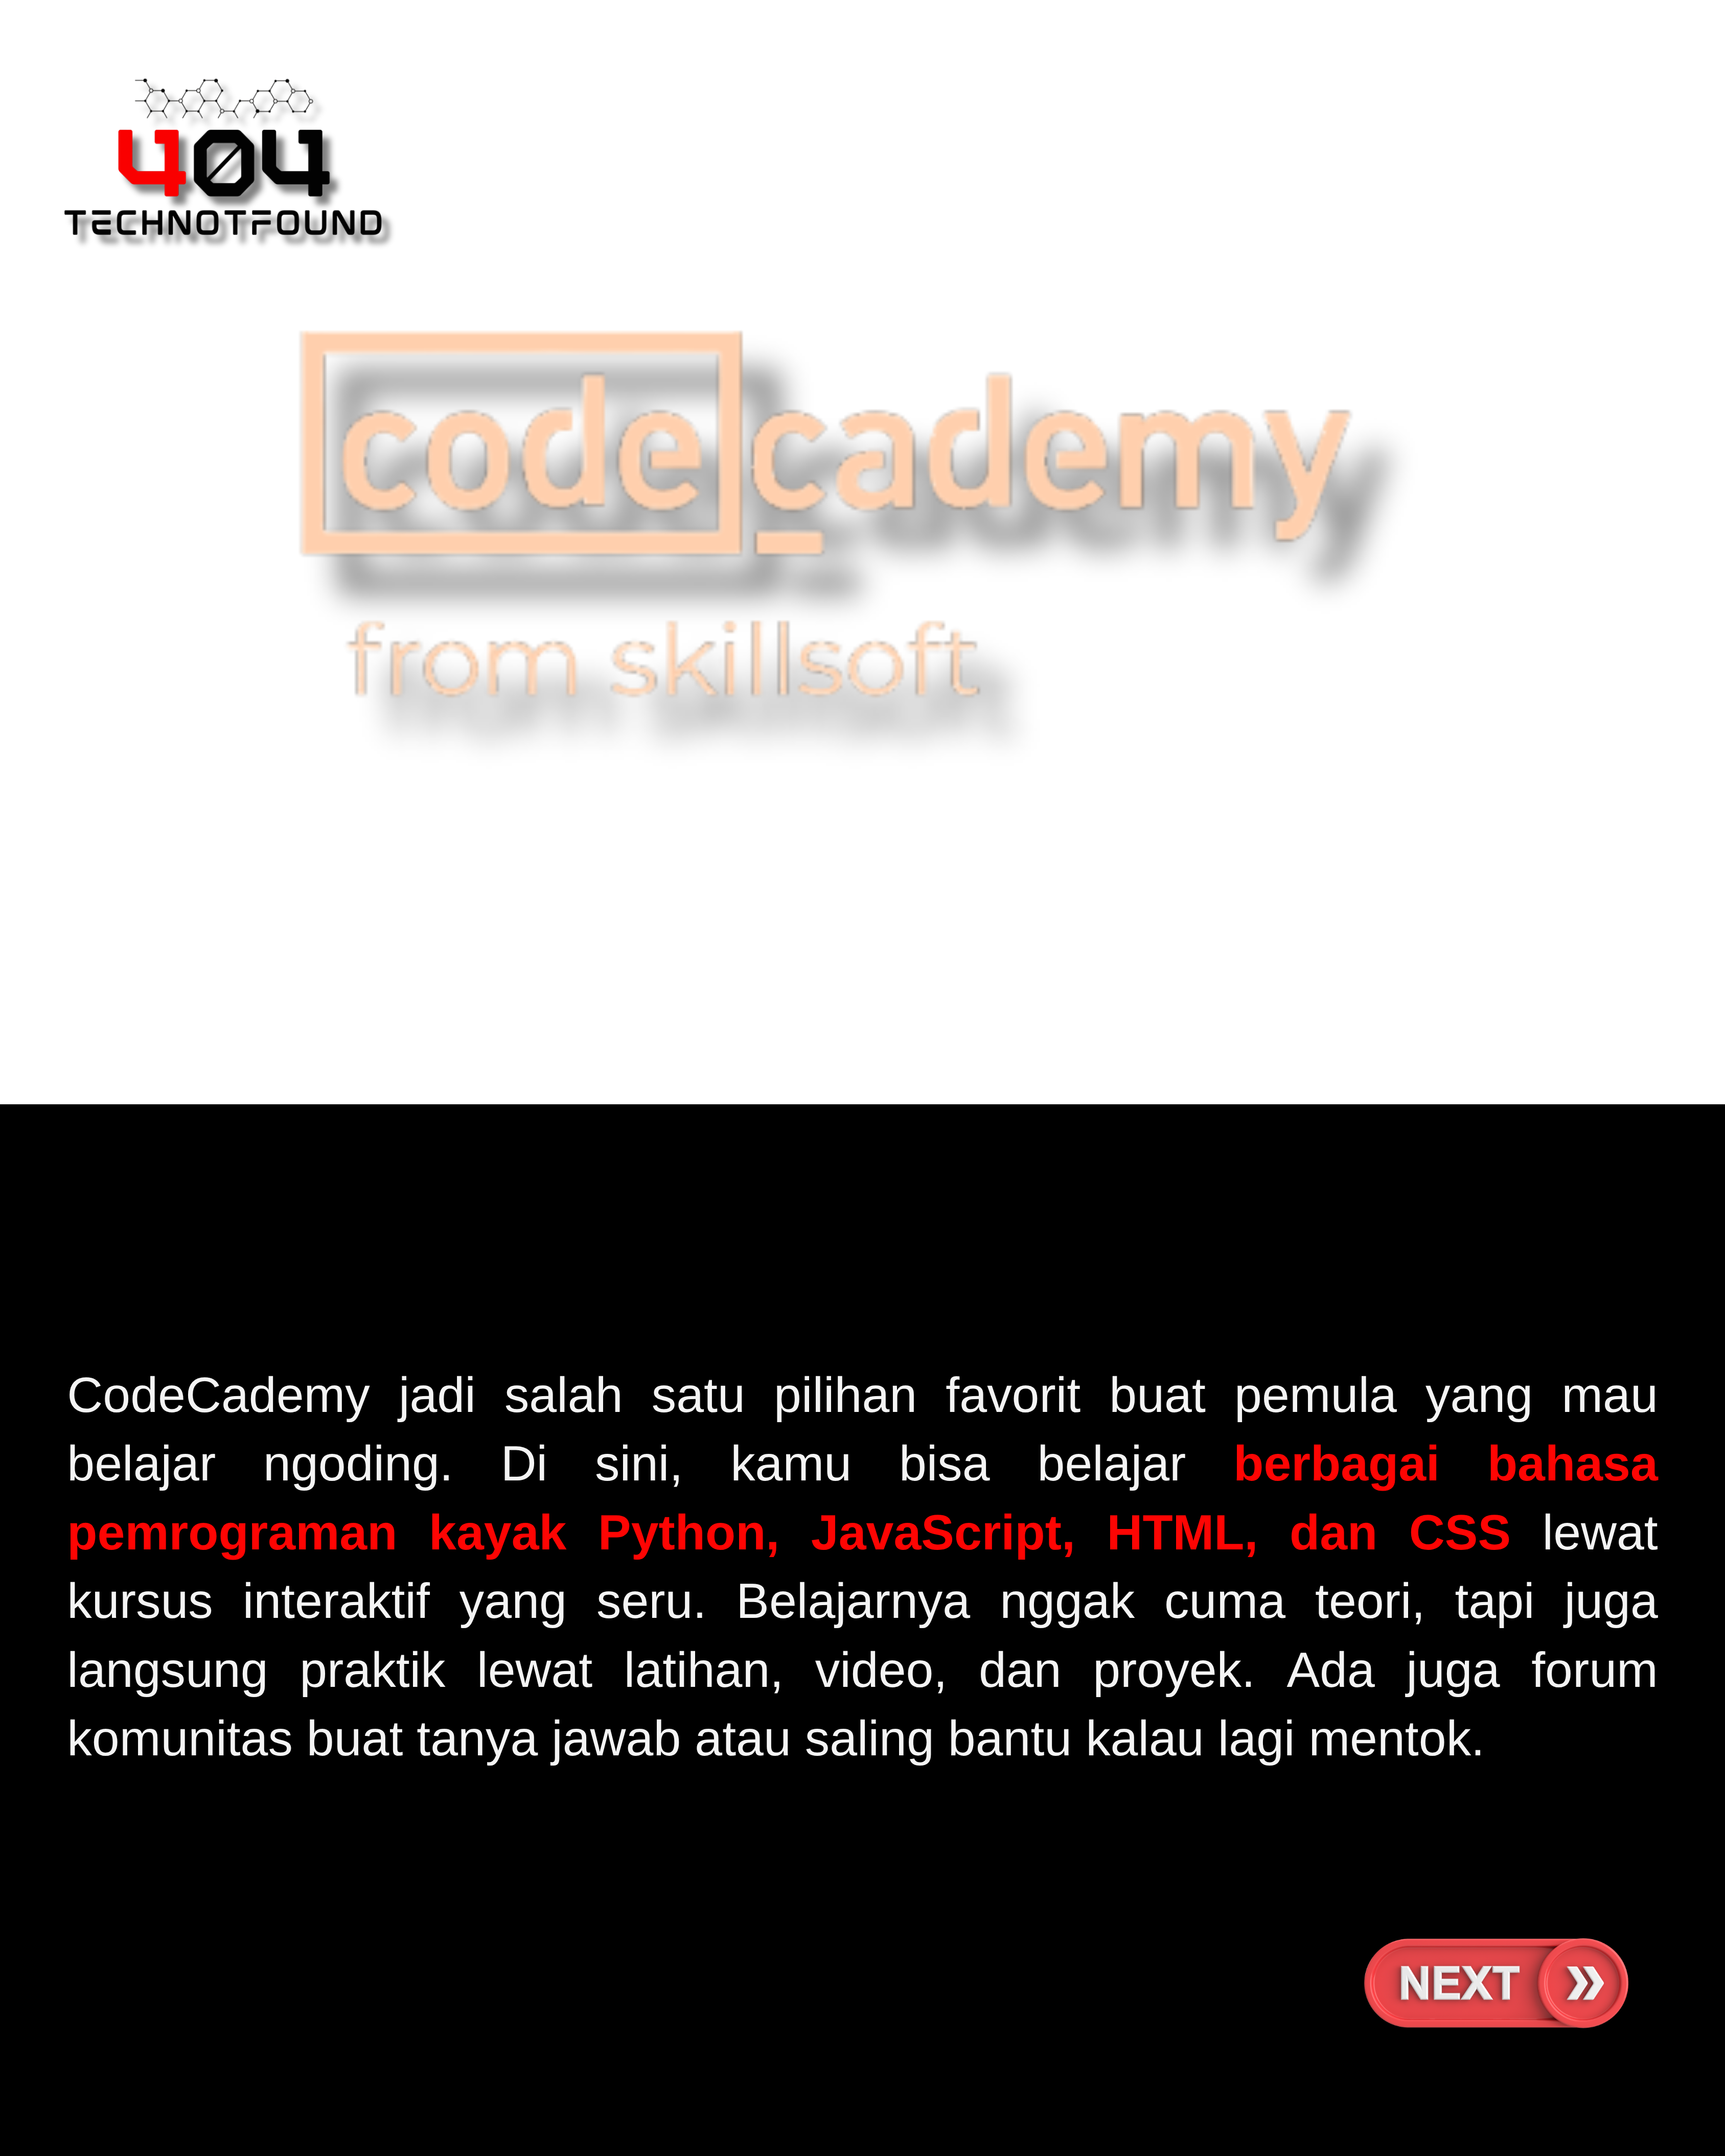 404
TECHNOTFOUND
codecademy
from skillsoft
CodeCademy jadi salah satu pilihan favorit buat pemula yang mau
belajar ngoding. Di sini, kamu bisa belajar berbagai bahasa
pemrograman kayak Python, JavaScript, HTML, dan CSS lewat
kursus interaktif yang seru. Belajarnya nggak cuma teori, tapi juga
langsung praktik lewat latihan, video, dan proyek. Ada juga forum
komunitas buat tanya jawab atau saling bantu kalau lagi mentok.
NEXT